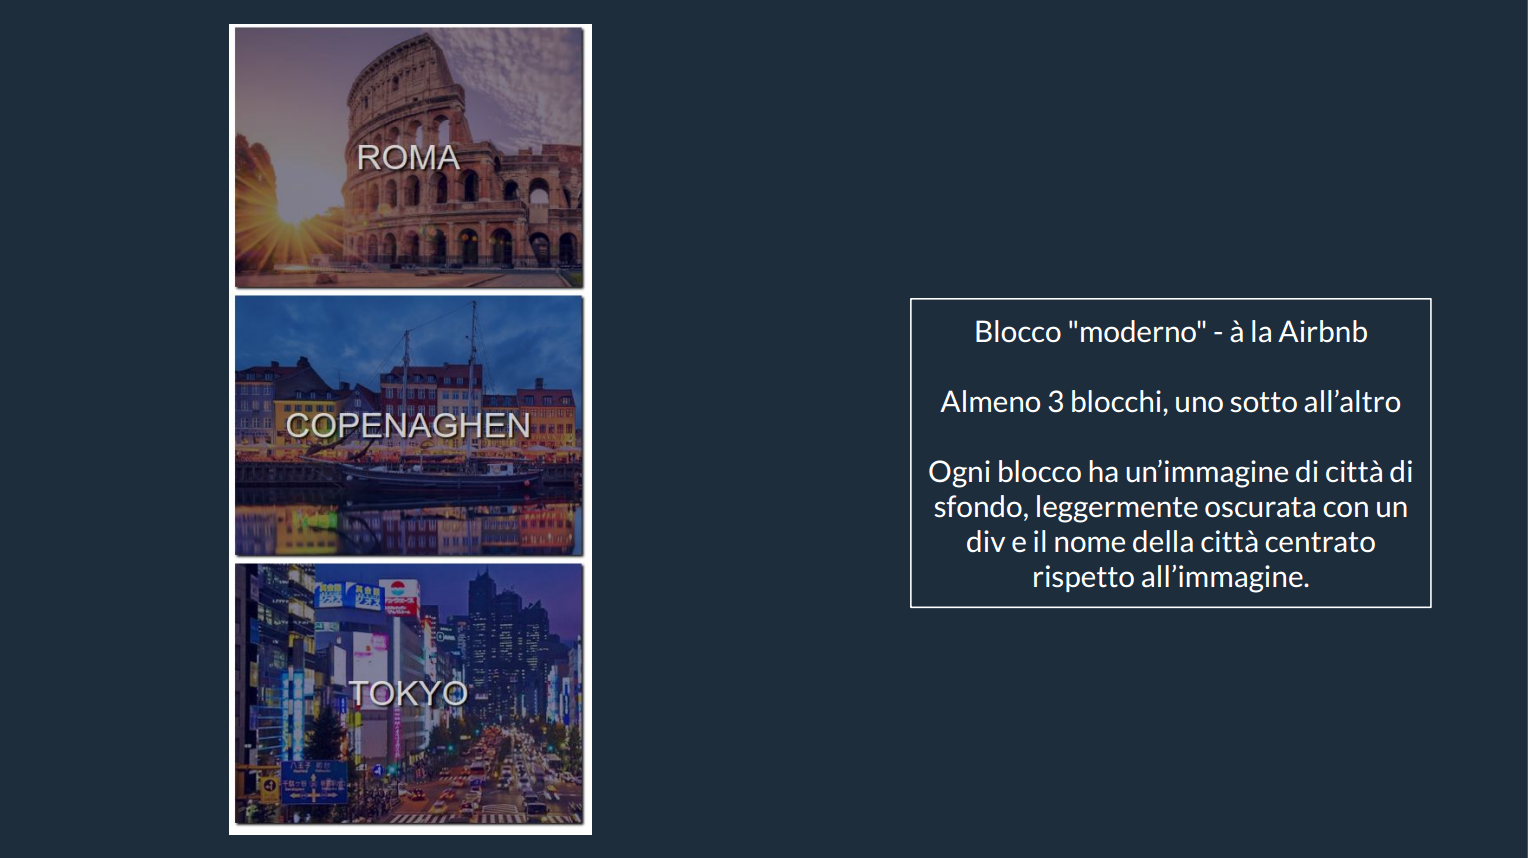 ROMA
COPENAGHEN
TOKYO
Blocco "moderno" - à la Airbnb
Almeno 3 blocchi, uno sotto all’altro
Ogni blocco ha un’immagine di città di
sfondo, leggermente oscurata con un
div e il nome della città centrato
rispetto all’immagine.